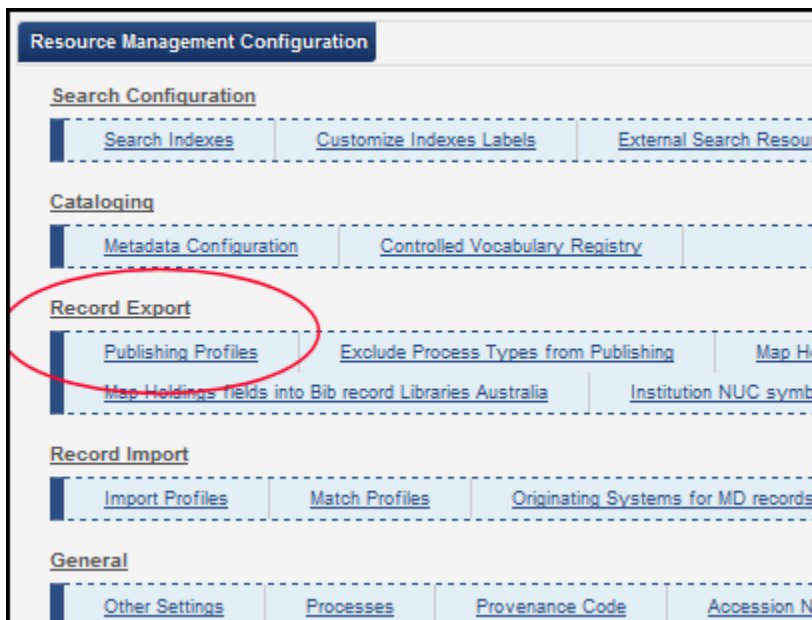 Resource Management Configuration
Search Configuration
Search Indexes Customize Indexes Labels External Search Resou
Cataloging
Metadata Configuration Controlled Vocabulary Registry
Record Export
Publishing Profiles Exclude Process Types from Publishing Map H
Map Holdings fields into Bib record Libraries Australia Institution NUC symb
Record Import
Import Profiles Match Profiles Originating Systems for MD records
General
Other Settings Processes Provenance Code Accession N